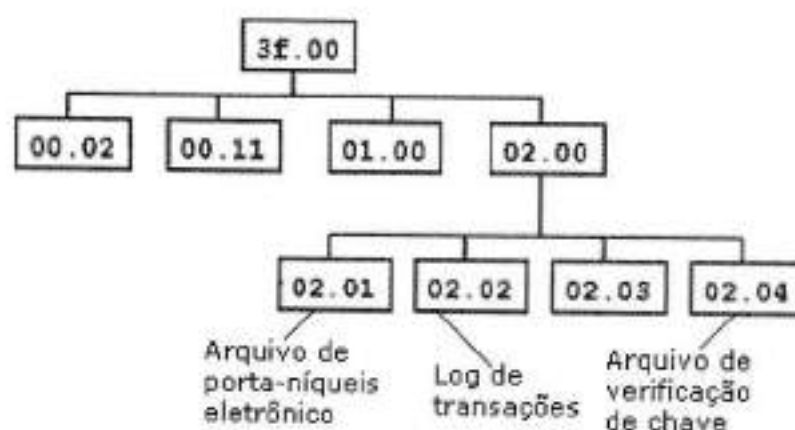 3f.00
00.02 00.11 01.00 02.00
02.01 02.02 02.03 02.04
Arquivo de
porta-níqueis
eletrônico
Log de
transações
Arquivo de
verificação
de chave